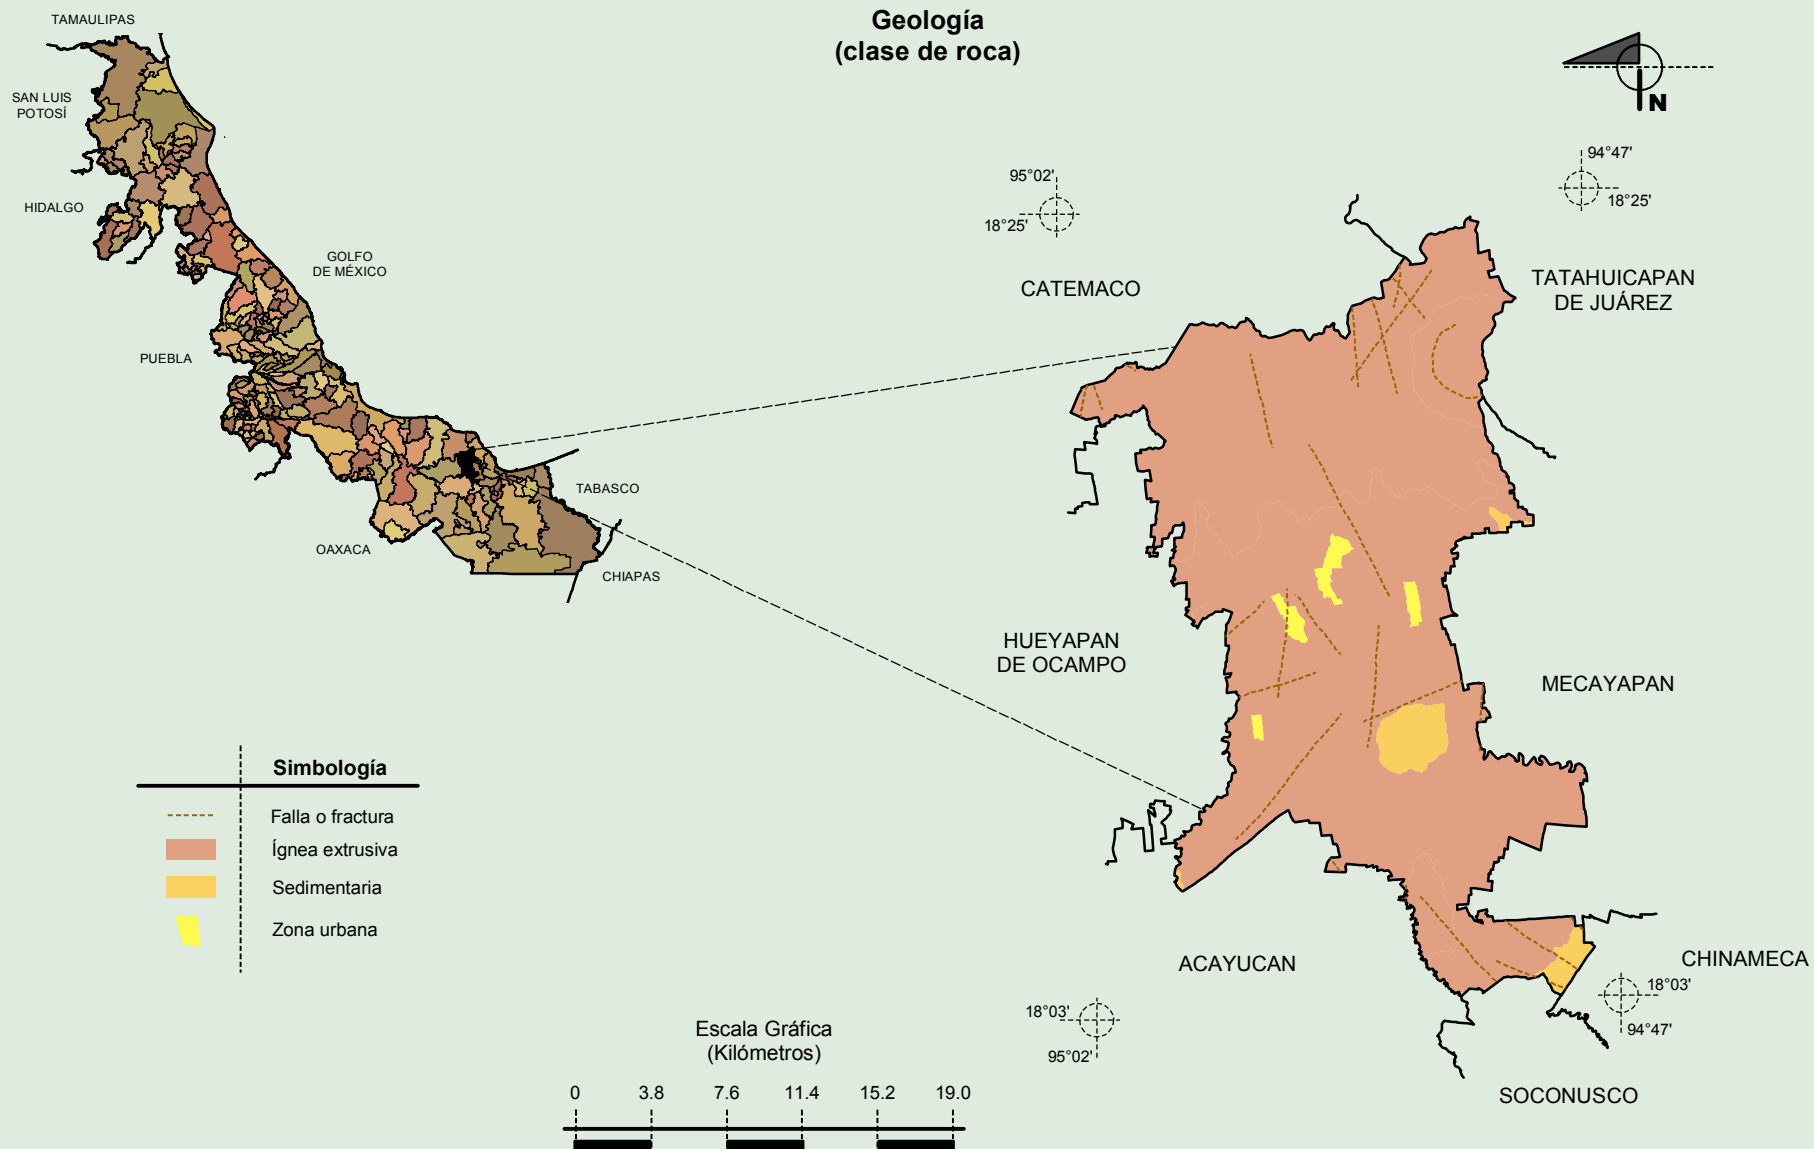 Geología
(clase de roca)
TAMAULIPAS
SAN LUIS
POTOSÍ
HIDALGO
GOLFO
DE MÉXICO
PUEBLA
TABASCO
OAXACA
CHIAPAS
N
95°02'
18°25'
94°47'
18°25'
CATEMACO
TATAHUICAPAN
DE JUÁREZ
HUEYAPAN
DE OCAMPO
MECAYAPAN
ACAYUCAN
CHINAMECA
18°03'
94°47'
18°03'
95°02'
SOCONUSCO
Simbología
Falla o fractura
Ígnea extrusiva
Sedimentaria
Zona urbana
Escala Gráfica
(Kilómetros)
0 3.8 7.6 11.4 15.2 19.0